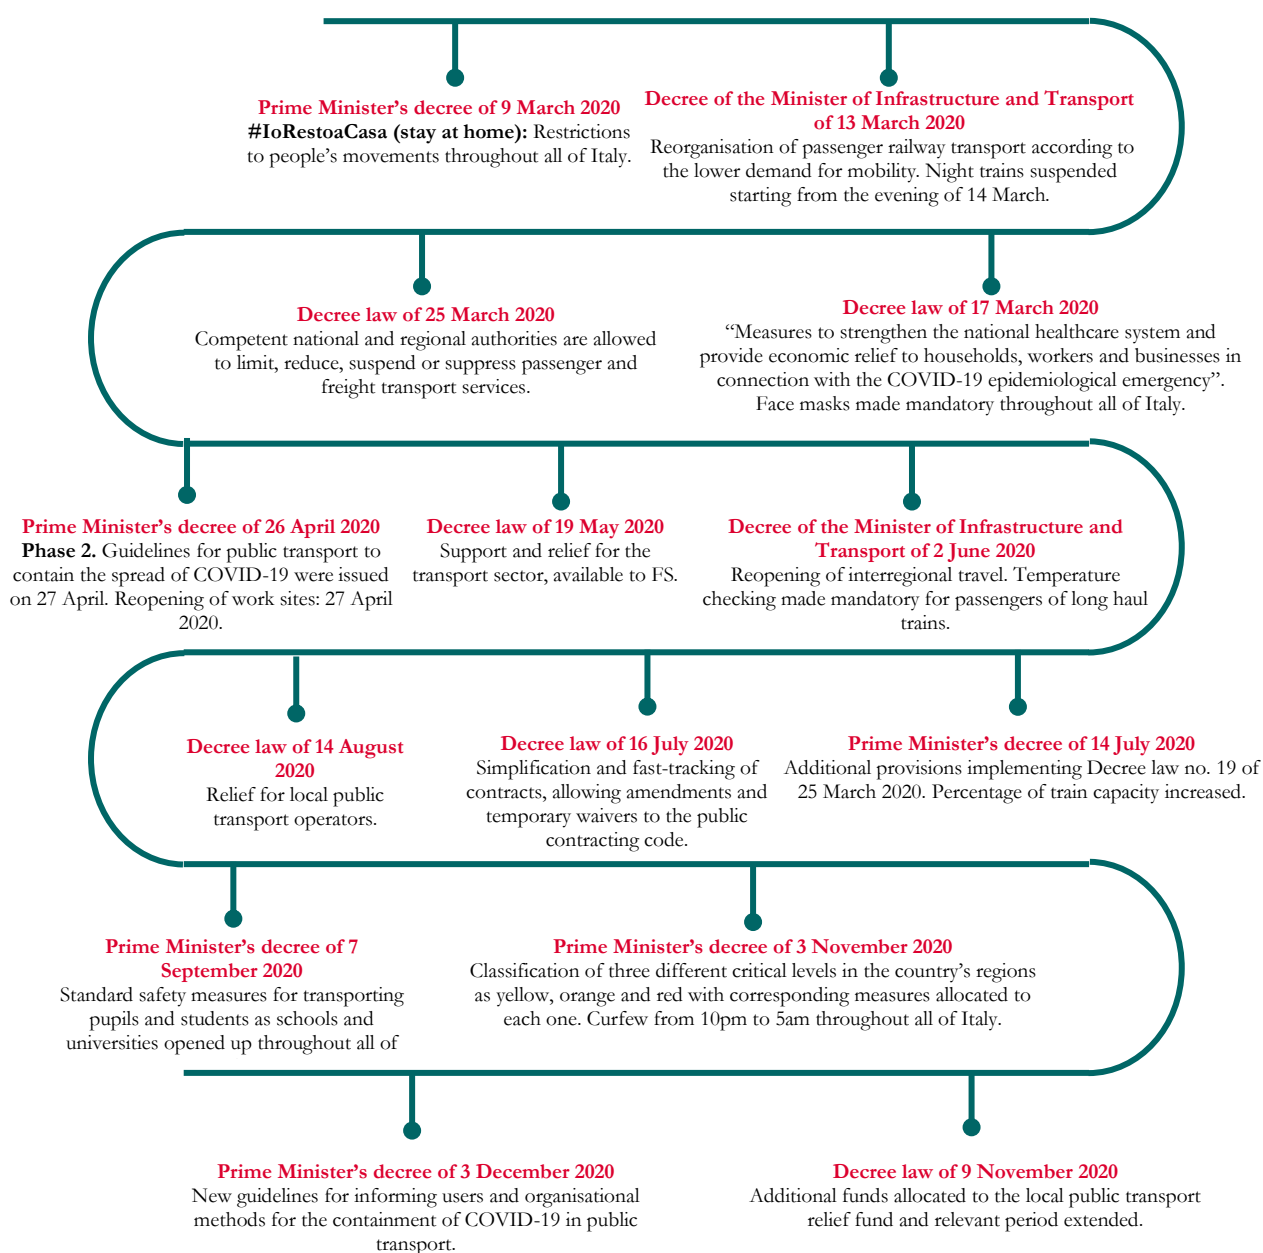 Prime Minister’s decree of 9 March 2020
#IoRestoaCasa (stay at home): Restrictions
to people’s movements throughout all of Italy.
Decree of the Minister of Infrastructure and Transport
of 13 March 2020
Reorganisation of passenger railway transport according to
the lower demand for mobility. Night trains suspended
starting from the evening of 14 March.
Decree law of 25 March 2020
Competent national and regional authorities are allowed
to limit, reduce, suspend or suppress passenger and
freight transport services.
Decree law of 17 March 2020
“Measures to strengthen the national healthcare system and
provide economic relief to households, workers and businesses in
connection with the COVID-19 epidemiological emergency”.
Face masks made mandatory throughout all of Italy.
Prime Minister’s decree of 26 April 2020
Phase 2. Guidelines for public transport to
contain the spread of COVID-19 were issued
on 27 April. Reopening of work sites: 27 April
2020.
Decree law of 19 May 2020
Support and relief for the
transport sector, available to FS.
Decree of the Minister of Infrastructure and
Transport of 2 June 2020
Reopening of interregional travel. Temperature
checking made mandatory for passengers of long haul
trains.
Decree law of 14 August
2020
Relief for local public
transport operators.
Decree law of 16 July 2020
Simplification and fast-tracking of
contracts, allowing amendments and
temporary waivers to the public
contracting code.
Prime Minister’s decree of 14 July 2020
Additional provisions implementing Decree law no. 19 of
25 March 2020. Percentage of train capacity increased.
Prime Minister’s decree of 7
September 2020
Standard safety measures for transporting
pupils and students as schools and
universities opened up throughout all of
Prime Minister’s decree of 3 November 2020
Classification of three different critical levels in the country’s regions
as yellow, orange and red with corresponding measures allocated to
each one. Curfew from 10pm to 5am throughout all of Italy.
Prime Minister’s decree of 3 December 2020
New guidelines for informing users and organisational
methods for the containment of COVID-19 in public
transport.
Decree law of 9 November 2020
Additional funds allocated to the local public transport
relief fund and relevant period extended.